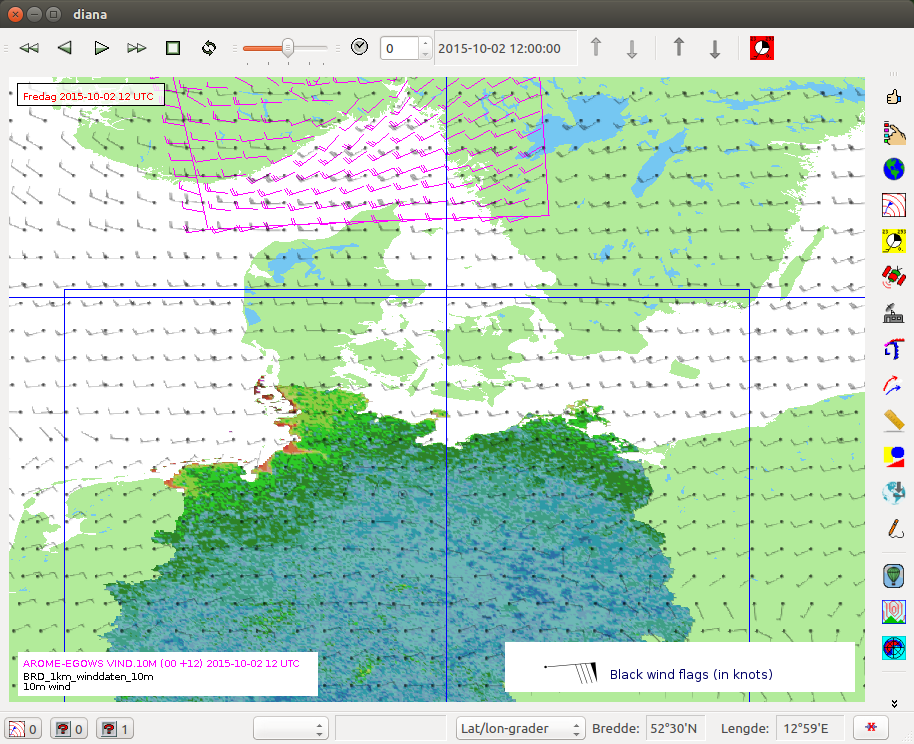 diana
0
2015-10-02 12:00:00
Fredag 2015-10-02 12 UTC
AROME-EGOWS VIND.10M (00 +12) 2015-10-02 12 UTC
BRD_1km_winddaten_10m
10m wind
Black wind flags (in knots)
0
0
1
Lat/lon-grader
Bredde:
52°30'N
Lengde:
12°59'E